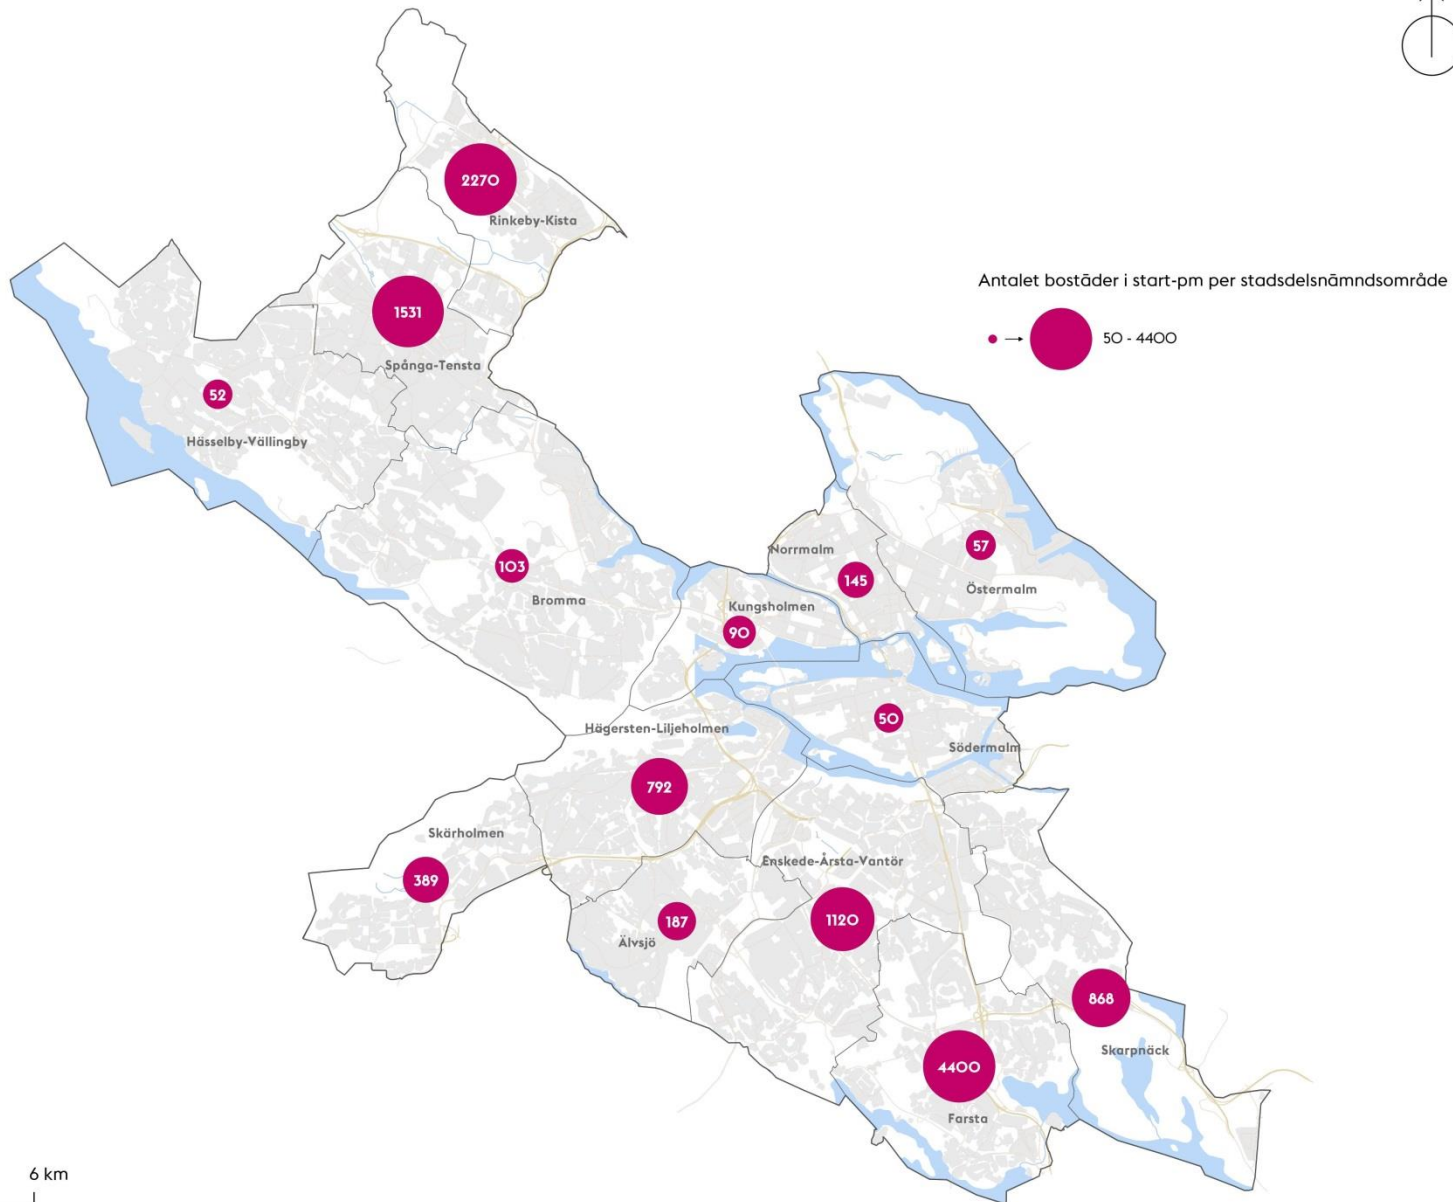 2270
Rinkeby-Kista
Antalet bostäder i start-pm per stadsdelsnämndsområde
50 - 4400
1531
Spånga-Tensta
52
Hässelby-Vällingby
103
Bromma
Norrmalm
145
57
Östermalm
Kungsholmen
90
50
Södermalm
Hägersten-Liljeholmen
792
Skärholmen
389
Enskede-Årsta-Vantör
1120
187
Älvsjö
868
Skarpnäck
4400
Farsta
6 km